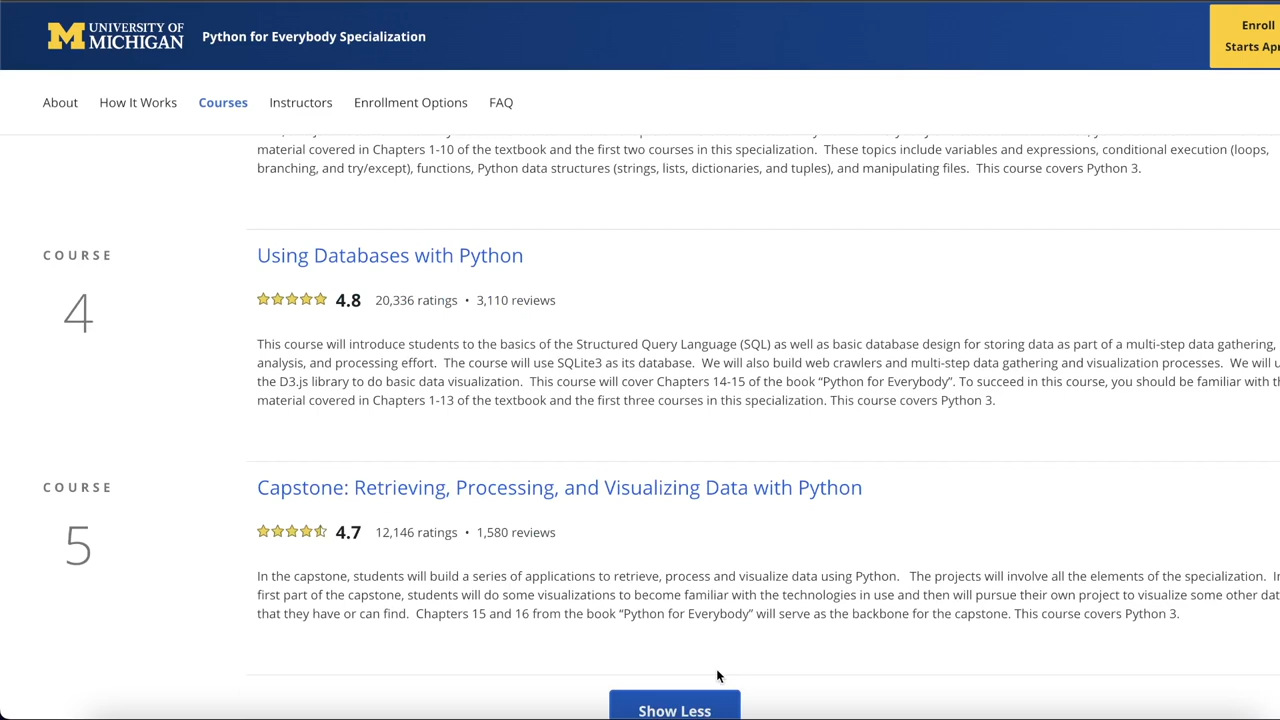 UNIVERSITY OF
MICHIGAN
Python for Everybody Specialization
Enroll
Starts Apr
About How It Works Courses Instructors Enrollment Options FAQ
material covered in Chapters 1-10 of the textbook and the first two courses in this specialization. These topics include variables and expressions, conditional execution (loops,
branching, and try/except), functions, Python data structures (strings, lists, dictionaries, and tuples), and manipulating files. This course covers Python 3.
COURSE
4
Using Databases with Python
4.8 20,336 ratings • 3,110 reviews
This course will introduce students to the basics of the Structured Query Language (SQL) as well as basic database design for storing data as part of a multi-step data gathering,
analysis, and processing effort. The course will use SQLite3 as its database. We will also build web crawlers and multi-step data gathering and visualization processes. We will
the D3.js library to do basic data visualization. This course will cover Chapters 14-15 of the book “Python for Everybody”. To succeed in this course, you should be familiar with
material covered in Chapters 1-13 of the textbook and the first three courses in this specialization. This course covers Python 3.
COURSE
5
Capstone: Retrieving, Processing, and Visualizing Data with Python
4.7 12,146 ratings • 1,580 reviews
In the capstone, students will build a series of applications to retrieve, process and visualize data using Python. The projects will involve all the elements of the specialization.
first part of the capstone, students will do some visualizations to become familiar with the technologies in use and then will pursue their own project to visualize some other
that they have or can find. Chapters 15 and 16 from the book “Python for Everybody” will serve as the backbone for the capstone. This course covers Python 3.
Show Less